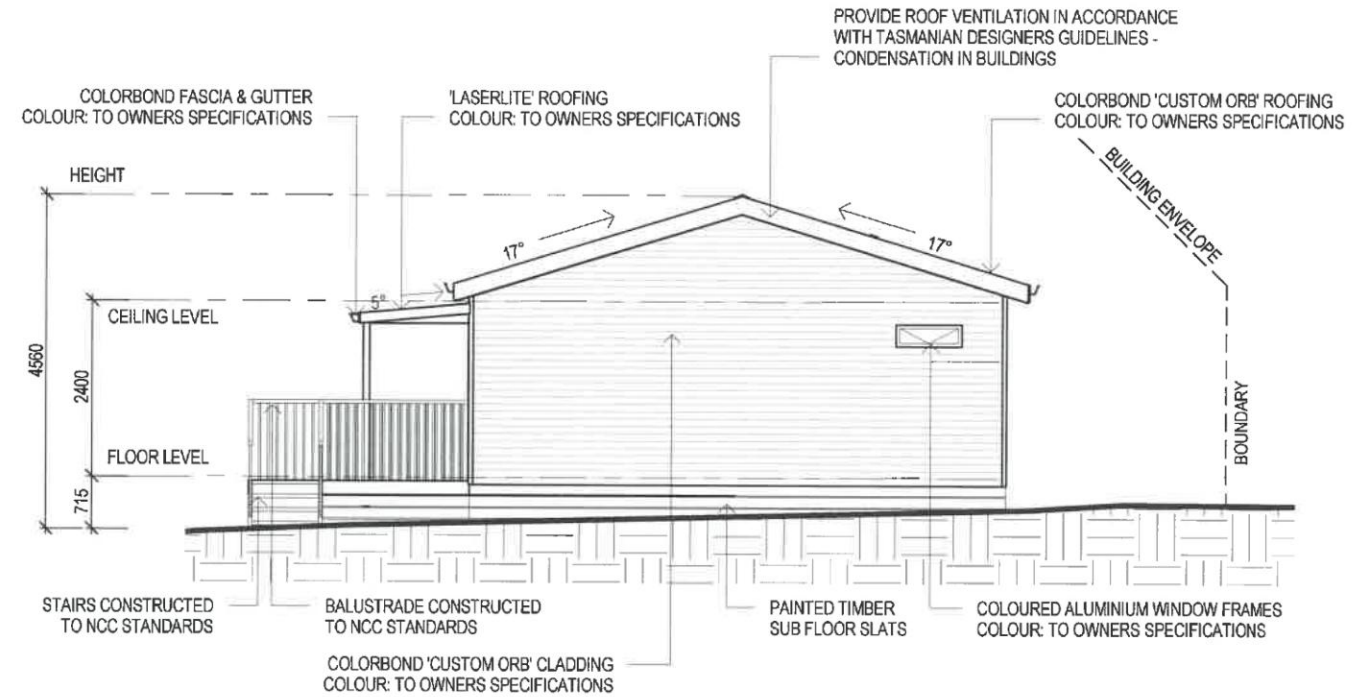 PROVIDE ROOF VENTILATION IN ACCORDANCE
WITH TASMANIAN DESIGNERS GUIDELINES -
CONDENSATION IN BUILDINGS
COLORBOND FASCIA & GUTTER
COLOUR: TO OWNERS SPECIFICATIONS
'LASERLITE' ROOFING
COLOUR: TO OWNERS SPECIFICATIONS
COLORBOND 'CUSTOM ORB' ROOFING
COLOUR: TO OWNERS SPECIFICATIONS
BUILDING ENVELOPE
HEIGHT
17°
17°
5°
CEILING LEVEL
4560
2400
FLOOR LEVEL
715
BOUNDARY
STAIRS CONSTRUCTED
TO NCC STANDARDS
BALUSTRADE CONSTRUCTED
TO NCC STANDARDS
PAINTED TIMBER
SUB FLOOR SLATS
COLOURED ALUMINIUM WINDOW FRAMES
COLOUR: TO OWNERS SPECIFICATIONS
COLORBOND 'CUSTOM ORB' CLADDING
COLOUR: TO OWNERS SPECIFICATIONS